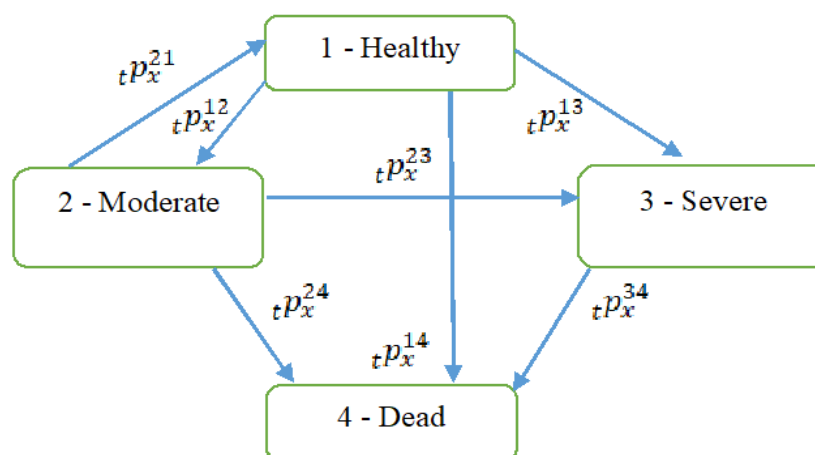 1 - Healthy
ₜpₓ²¹
ₜpₓ¹²
ₜpₓ¹³
ₜpₓ²³
2 - Moderate
3 - Severe
ₜpₓ²⁴
ₜpₓ¹⁴
ₜpₓ³⁴
4 - Dead